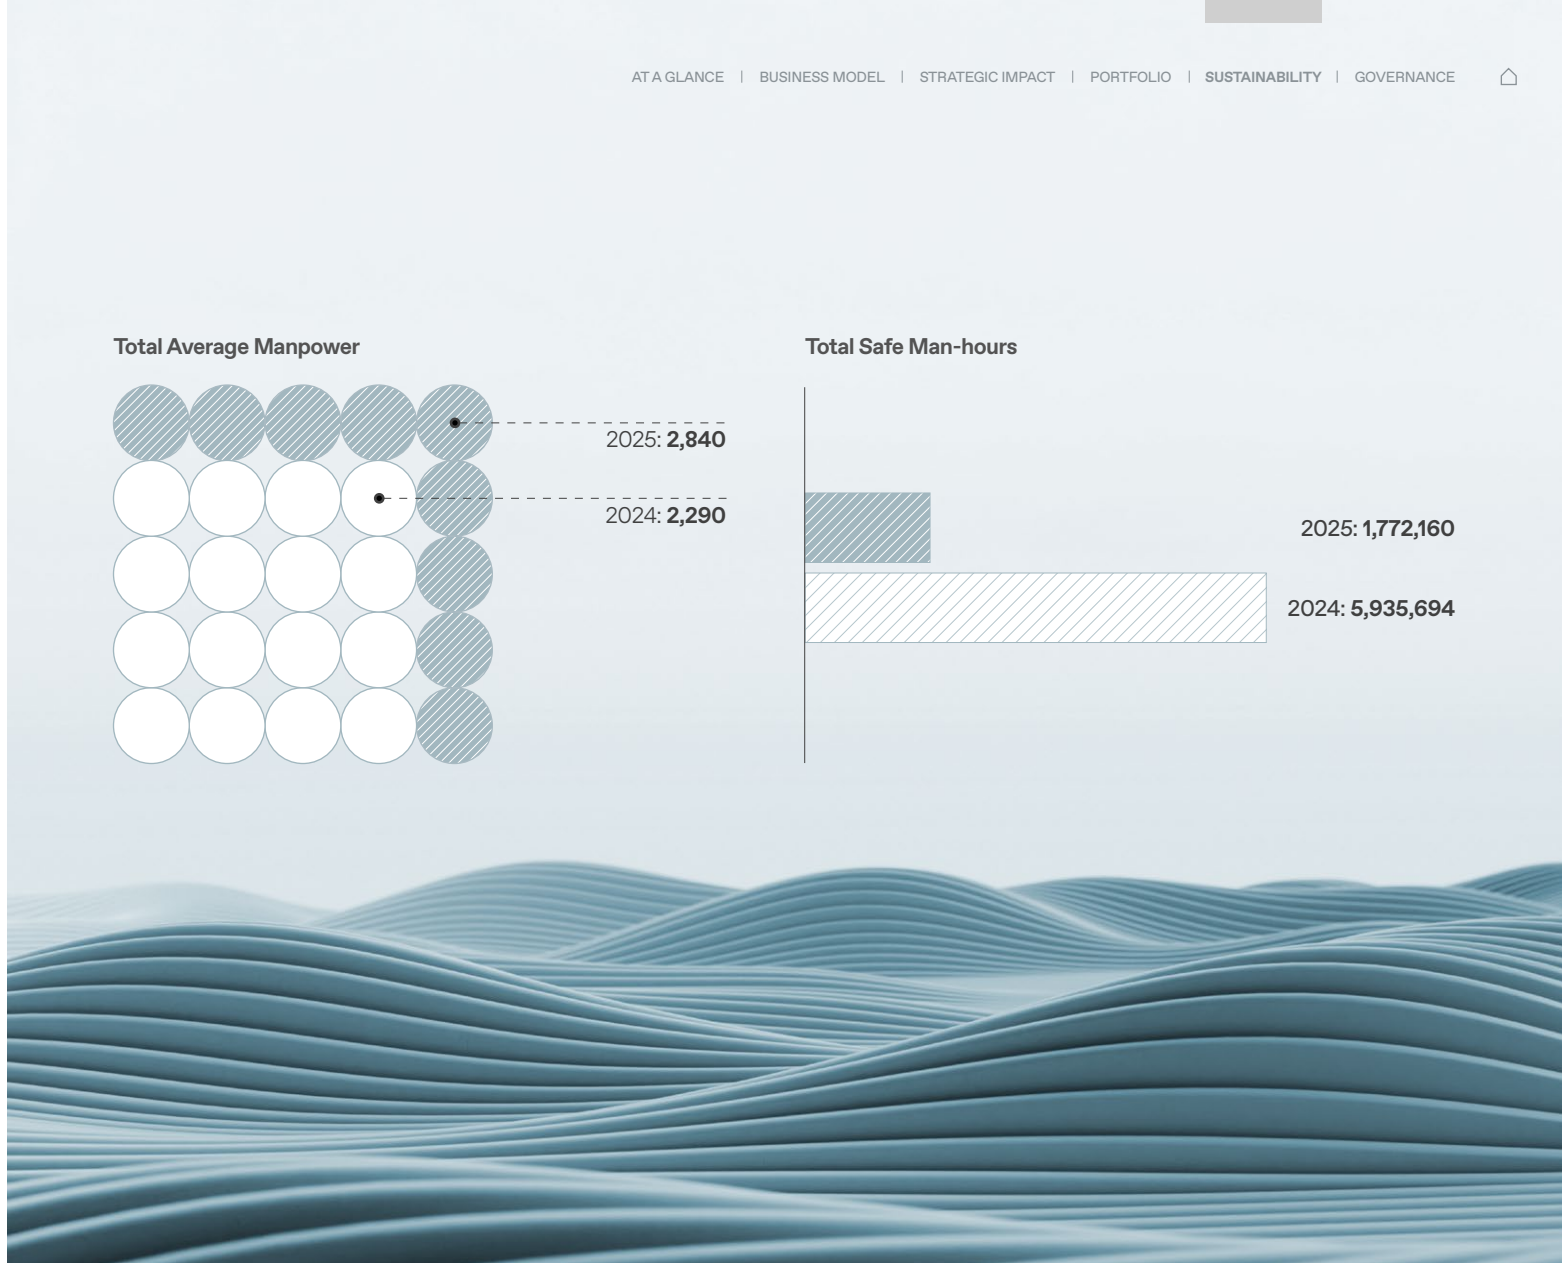 AT A GLANCE | BUSINESS MODEL | STRATEGIC IMPACT | PORTFOLIO | SUSTAINABILITY | GOVERNANCE
Total Average Manpower
2025: 2,840
2024: 2,290
Total Safe Man-hours
2025: 1,772,160
2024: 5,935,694